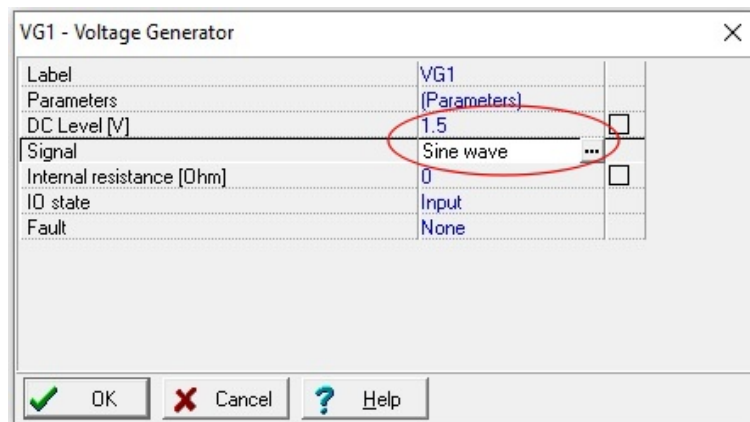 VG1 - Voltage Generator
Label VG1
Parameters (Parameters)
DC Level [V] 1.5
Signal Sine wave ...
Internal resistance [Ohm] 0
IO state Input
Fault None
OK Cancel ? Help